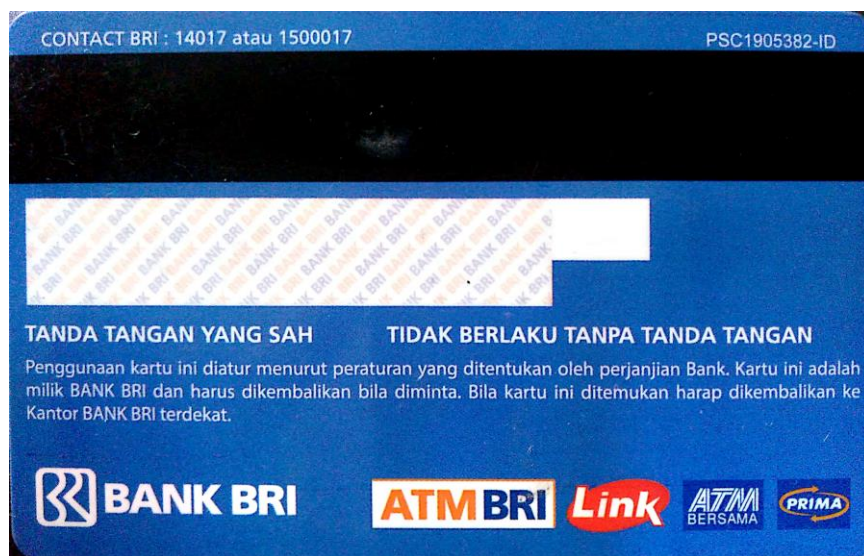 CONTACT BRI : 14017 atau 1500017
PSC1905382-ID
TANDA TANGAN YANG SAH
TIDAK BERLAKU TANPA TANDA TANGAN
Penggunaan kartu ini diatur menurut peraturan yang ditentukan oleh perjanjian Bank. Kartu ini adalah
milik BANK BRI dan harus dikembalikan bila diminta. Bila kartu ini ditemukan harap dikembalikan ke
Kantor BANK BRI terdekat.
BANK BRI
ATM BRI
Link
ATM
BERSAMA
PRIMA